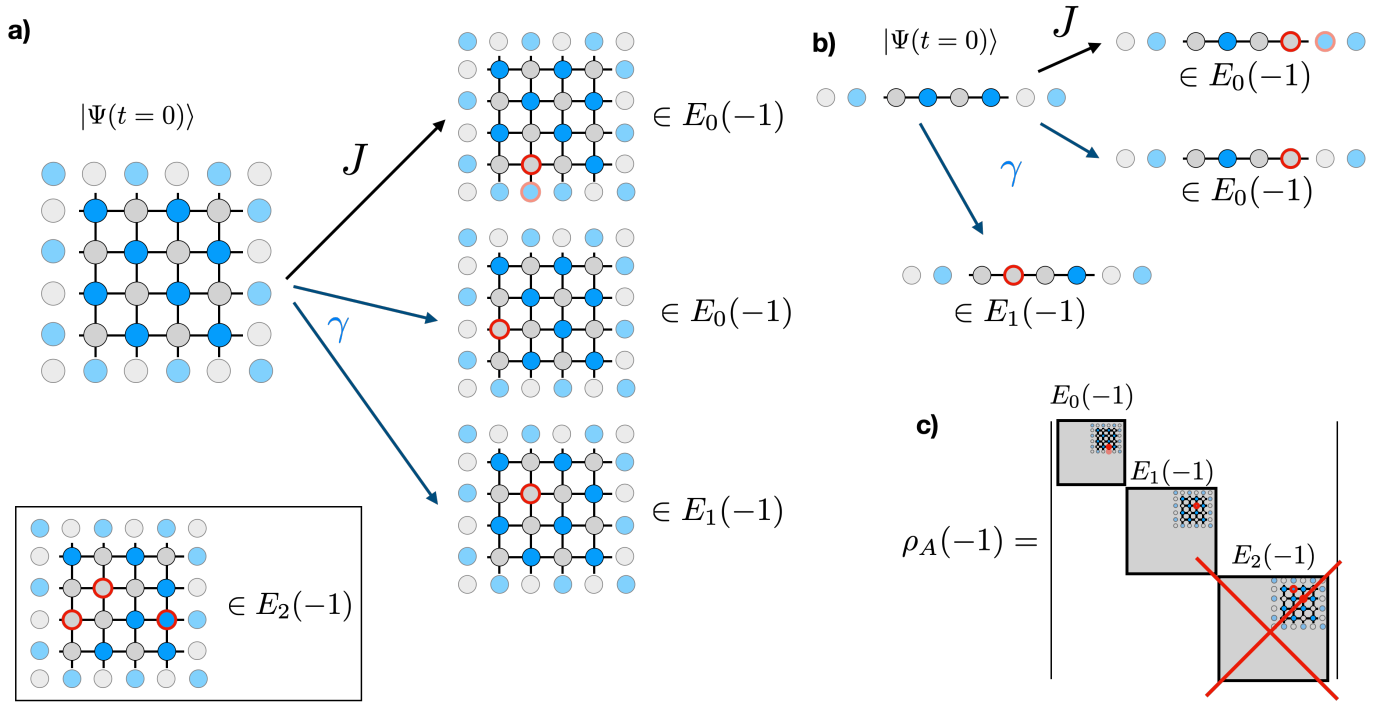 a)
|Ψ(t = 0)⟩
J
γ
∈ E₀(−1)
∈ E₀(−1)
∈ E₁(−1)
∈ E₂(−1)
b)
|Ψ(t = 0)⟩
J
∈ E₀(−1)
γ
∈ E₀(−1)
∈ E₁(−1)
c)
E₀(−1)
E₁(−1)
E₂(−1)
ρ_A(−1) =